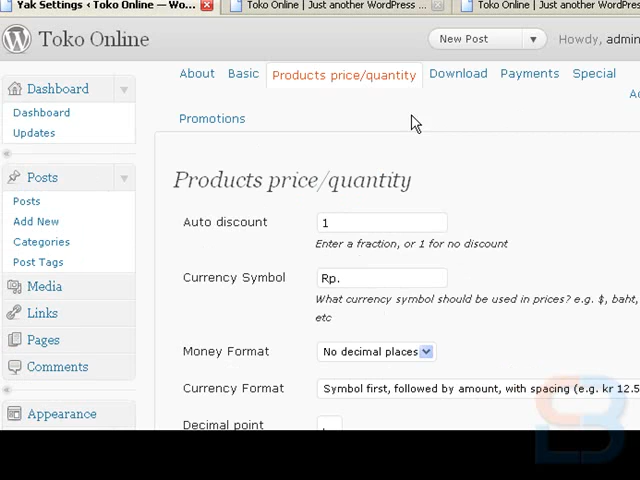 Yak Settings ‹ Toko Online — Wo...
Toko Online | Just another WordPress ...
Toko Online | Just another WordPress
Toko Online
New Post
Howdy, admin
About Basic Products price/quantity Download Payments Special
Promotions
Dashboard
Dashboard
Updates
Posts
Posts
Add New
Categories
Post Tags
Media
Links
Pages
Comments
Appearance
Products price/quantity
Auto discount
1
Enter a fraction, or 1 for no discount
Currency Symbol
Rp.
What currency symbol should be used in prices? e.g. $, baht,
etc
Money Format
No decimal places
Currency Format
Symbol first, followed by amount, with spacing (e.g. kr 12.5
Decimal point